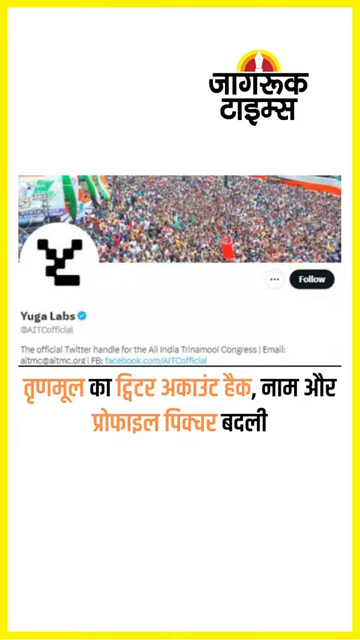 जागरूक
टाइम्स
Follow
Yuga Labs
@AITCofficial
The official Twitter handle for the All India Trinamool Congress | Email:
aitmc@aitmc.org | FB: facebook.com/AITCofficial
तृणमूल का ट्विटर अकाउंट हैक, नाम और
प्रोफाइल पिक्चर बदली